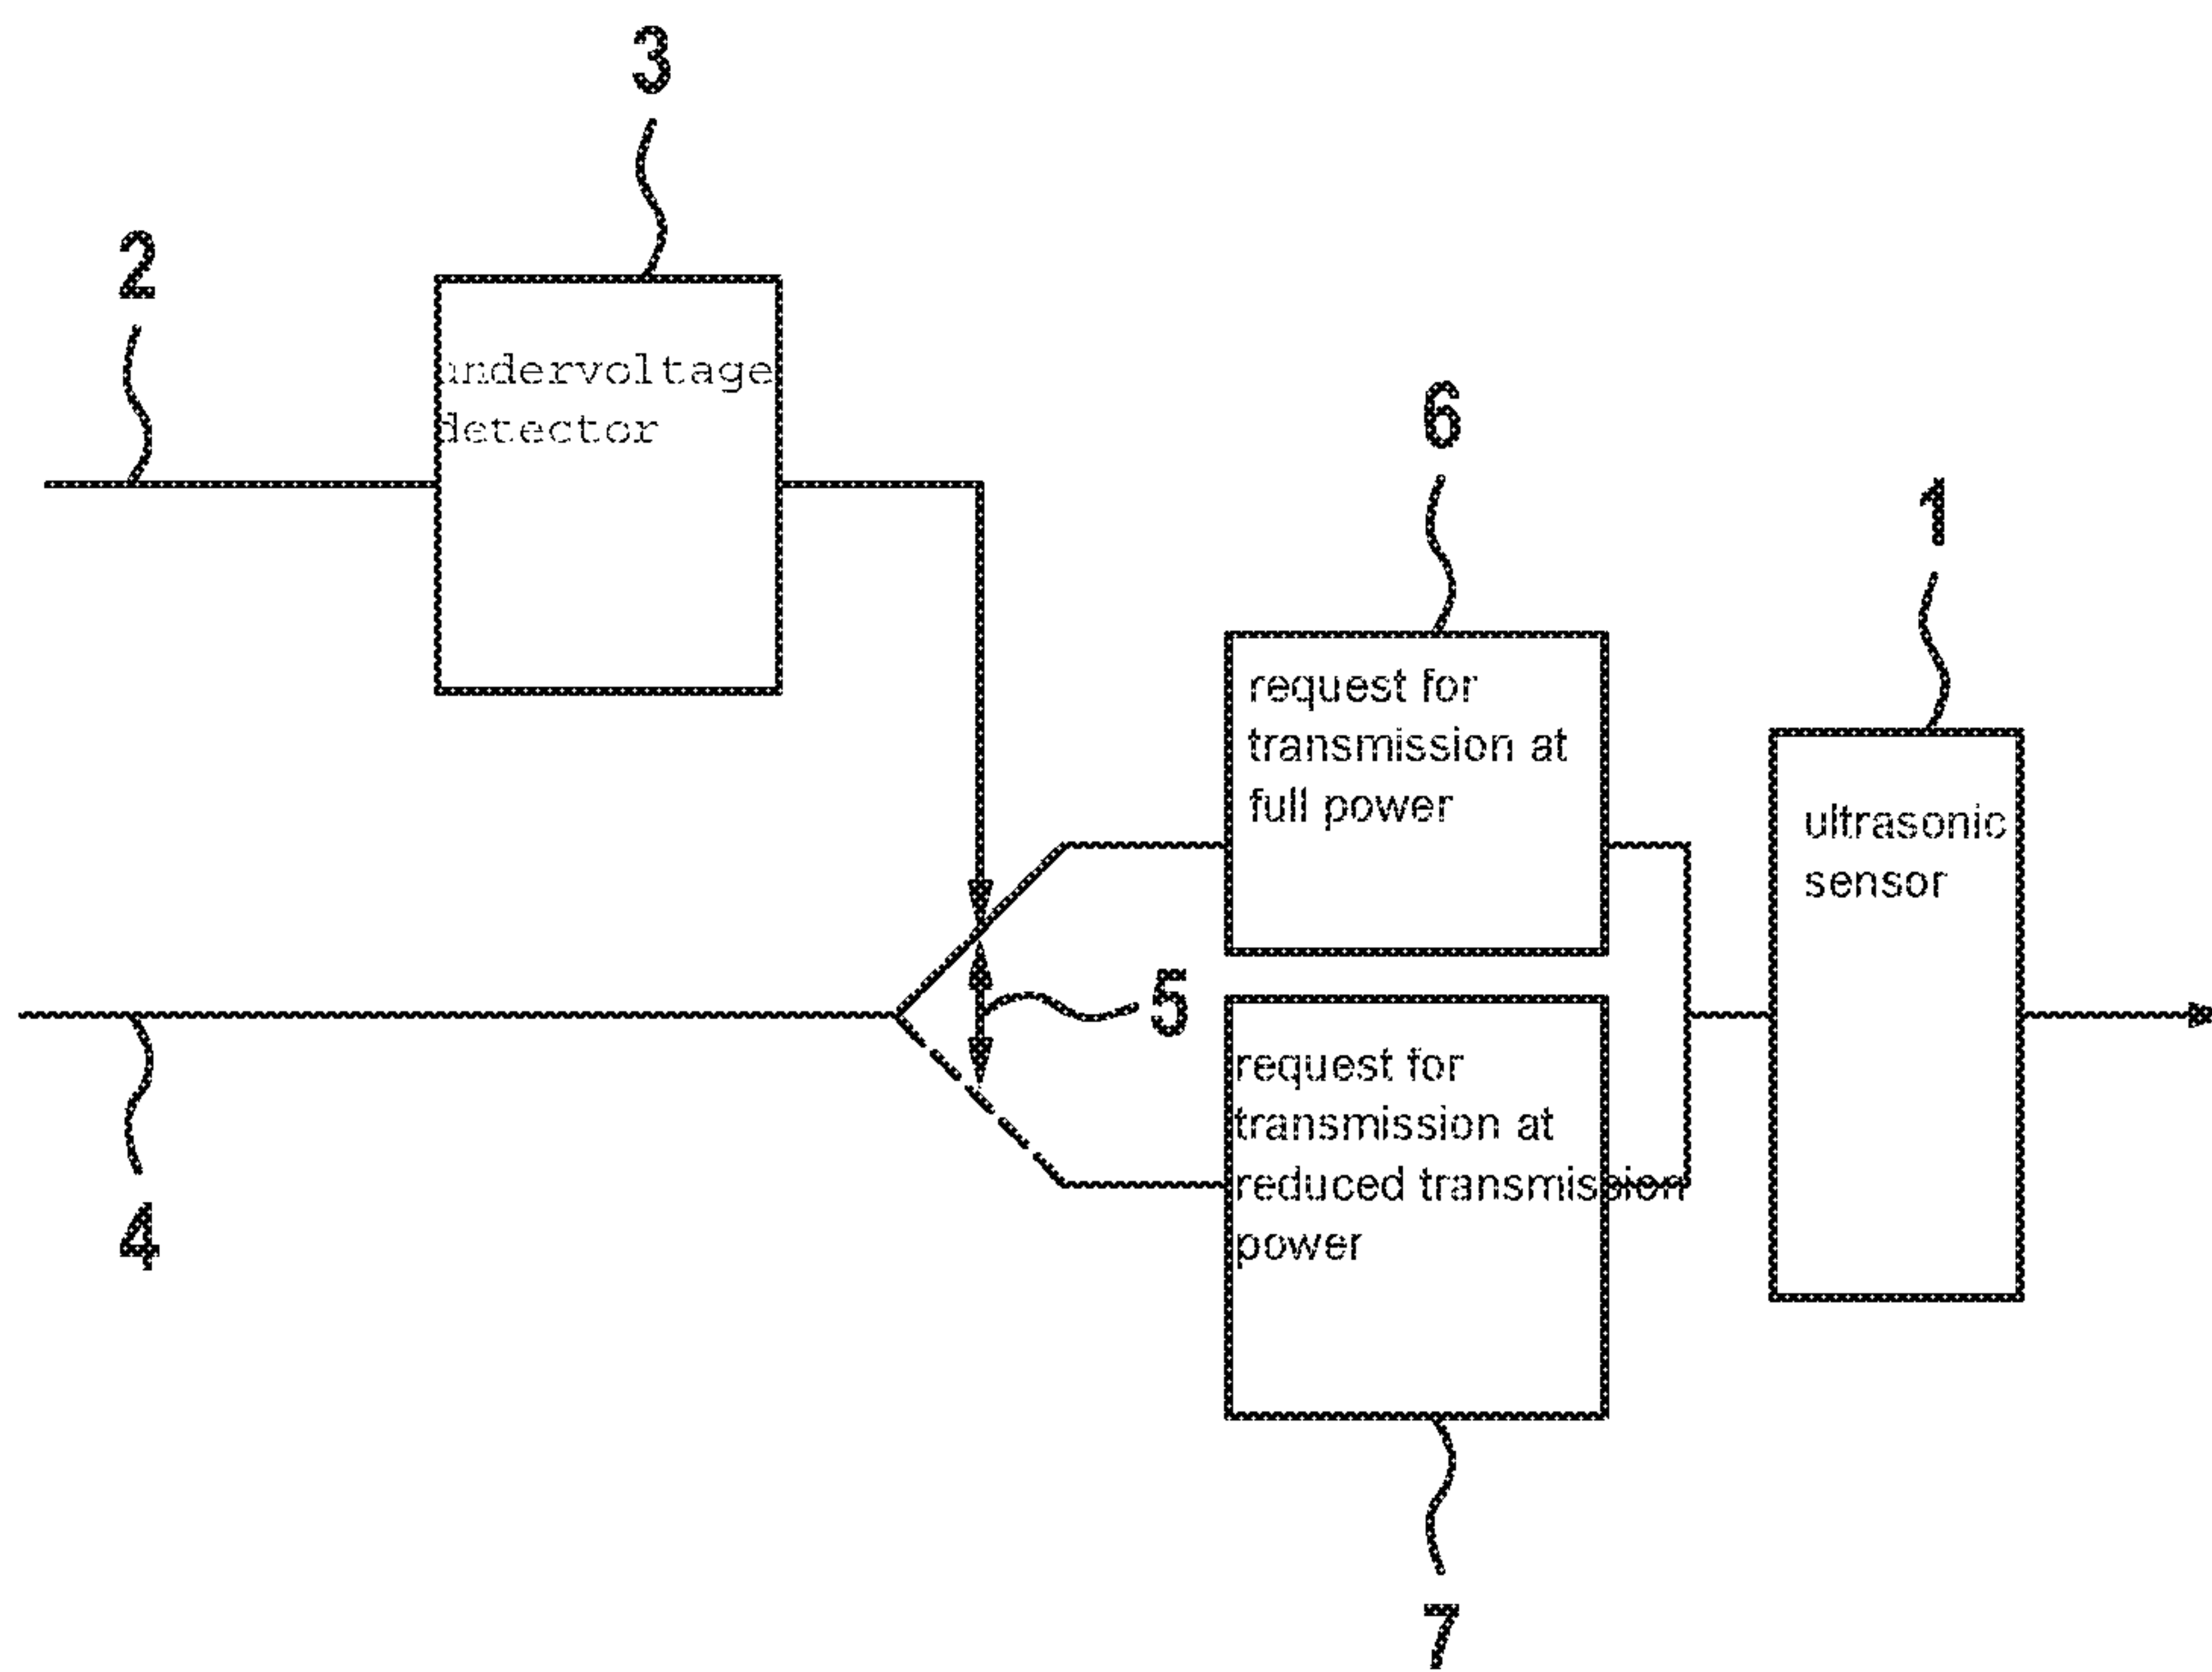 3
2
undervoltage
detector
6
1
request for
transmission at
full power
ultrasonic
sensor
5
request for
transmission at
reduced transmission
power
4
7